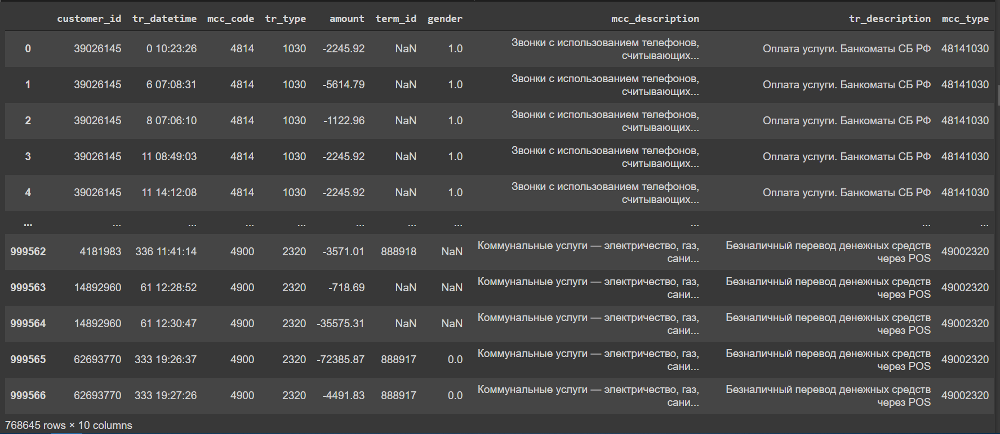 customer_id tr_datetime mcc_code tr_type amount term_id gender mcc_description tr_description mcc_type
0 39026145 0 10:23:26 4814 1030 -2245.92 NaN 1.0 Звонки с использованием телефонов, считывающих... Оплата услуги. Банкоматы СБ РФ 48141030
1 39026145 6 07:08:31 4814 1030 -5614.79 NaN 1.0 Звонки с использованием телефонов, считывающих... Оплата услуги. Банкоматы СБ РФ 48141030
2 39026145 8 07:06:10 4814 1030 -1122.96 NaN 1.0 Звонки с использованием телефонов, считывающих... Оплата услуги. Банкоматы СБ РФ 48141030
3 39026145 11 08:49:03 4814 1030 -2245.92 NaN 1.0 Звонки с использованием телефонов, считывающих... Оплата услуги. Банкоматы СБ РФ 48141030
4 39026145 11 14:12:08 4814 1030 -2245.92 NaN 1.0 Звонки с использованием телефонов, считывающих... Оплата услуги. Банкоматы СБ РФ 48141030
... ... ... ... ... ... ... ... ... ... ...
999562 4181983 336 11:41:14 4900 2320 -3571.01 888918 NaN Коммунальные услуги — электричество, газ, сани... Безналичный перевод денежных средств через POS 49002320
999563 14892960 61 12:28:52 4900 2320 -718.69 NaN NaN Коммунальные услуги — электричество, газ, сани... Безналичный перевод денежных средств через POS 49002320
999564 14892960 61 12:30:47 4900 2320 -35575.31 NaN NaN Коммунальные услуги — электричество, газ, сани... Безналичный перевод денежных средств через POS 49002320
999565 62693770 333 19:26:37 4900 2320 -72385.87 888917 0.0 Коммунальные услуги — электричество, газ, сани... Безналичный перевод денежных средств через POS 49002320
999566 62693770 333 19:27:26 4900 2320 -4491.83 888917 0.0 Коммунальные услуги — электричество, газ, сани... Безналичный перевод денежных средств через POS 49002320
768645 rows × 10 columns